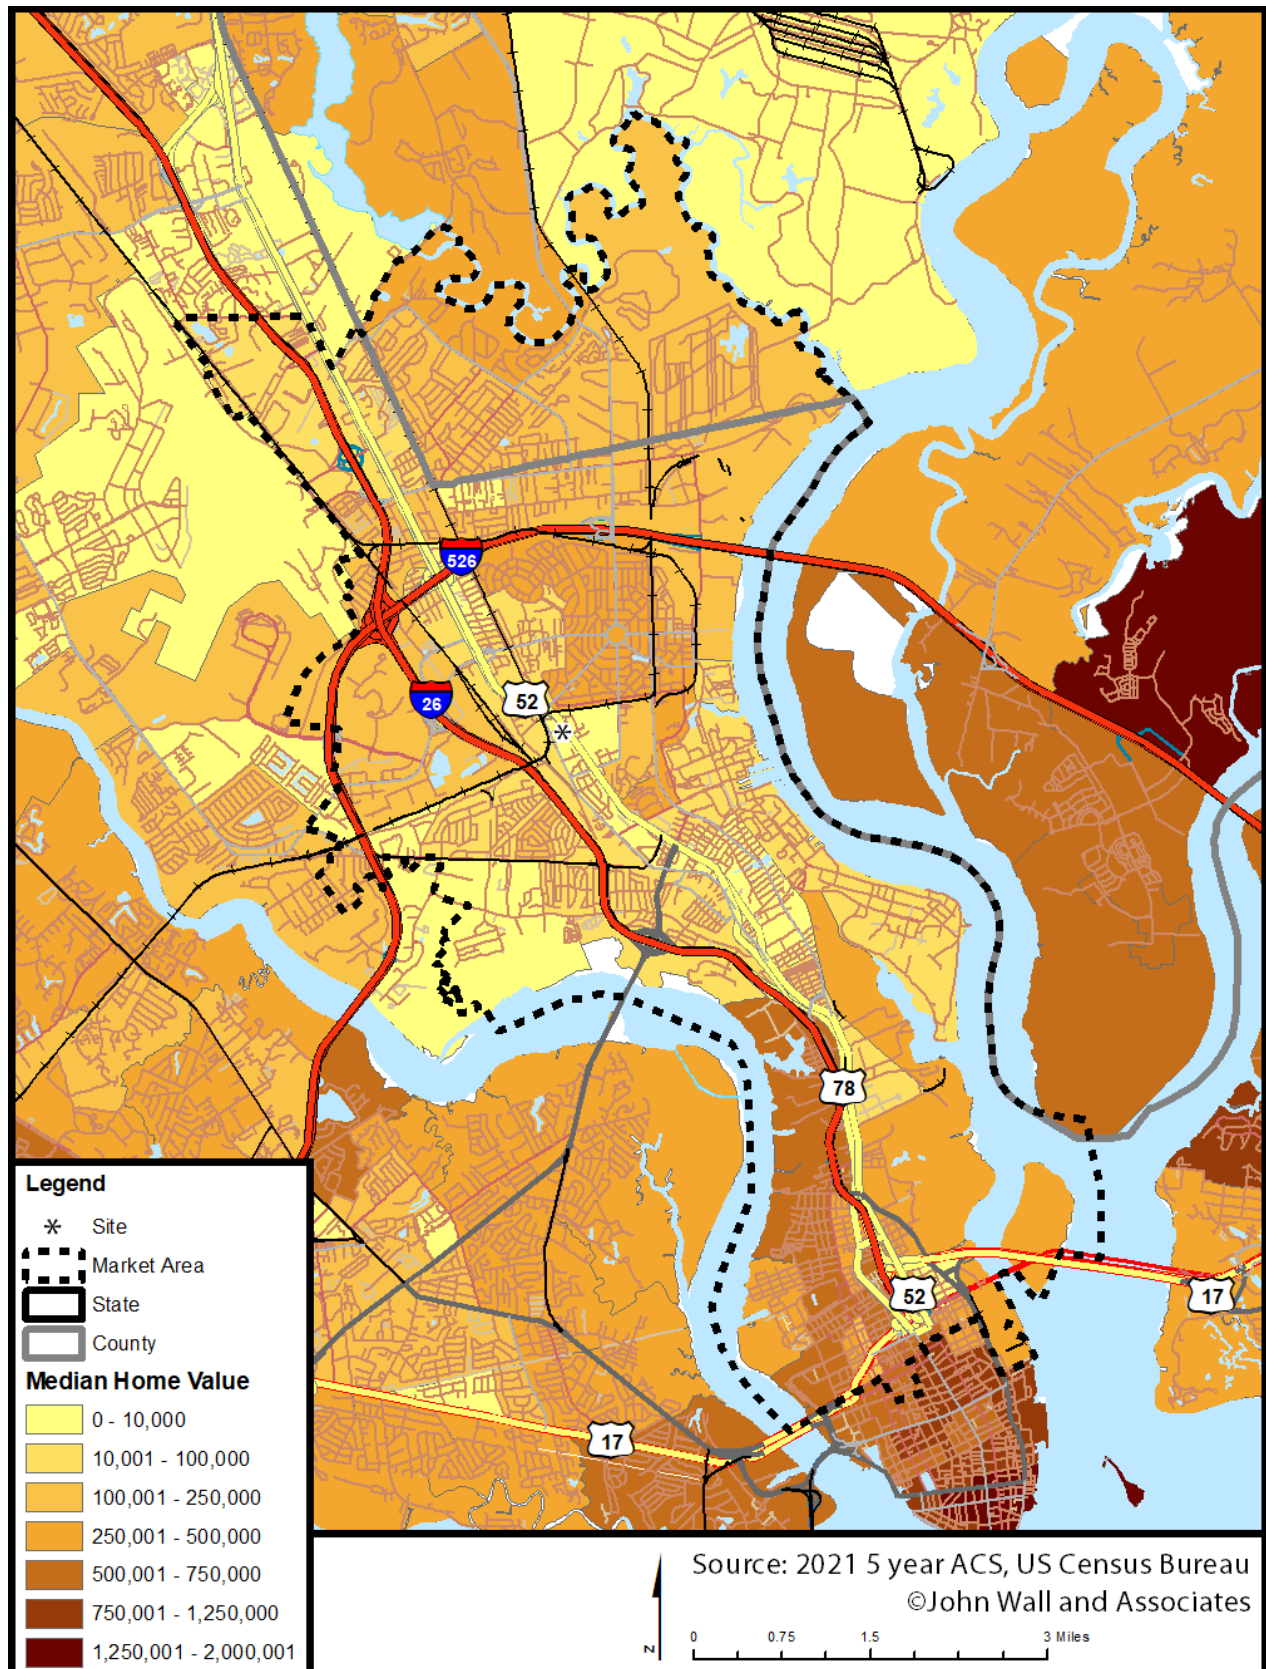 526
26
52
78
52
17
17
Legend
Site
Market Area
State
County
Median Home Value
0 - 10,000
10,001 - 100,000
100,001 - 250,000
250,001 - 500,000
500,001 - 750,000
750,001 - 1,250,000
1,250,001 - 2,000,001
Source: 2021 5 year ACS, US Census Bureau
©John Wall and Associates
N
0 0.75 1.5 3 Miles